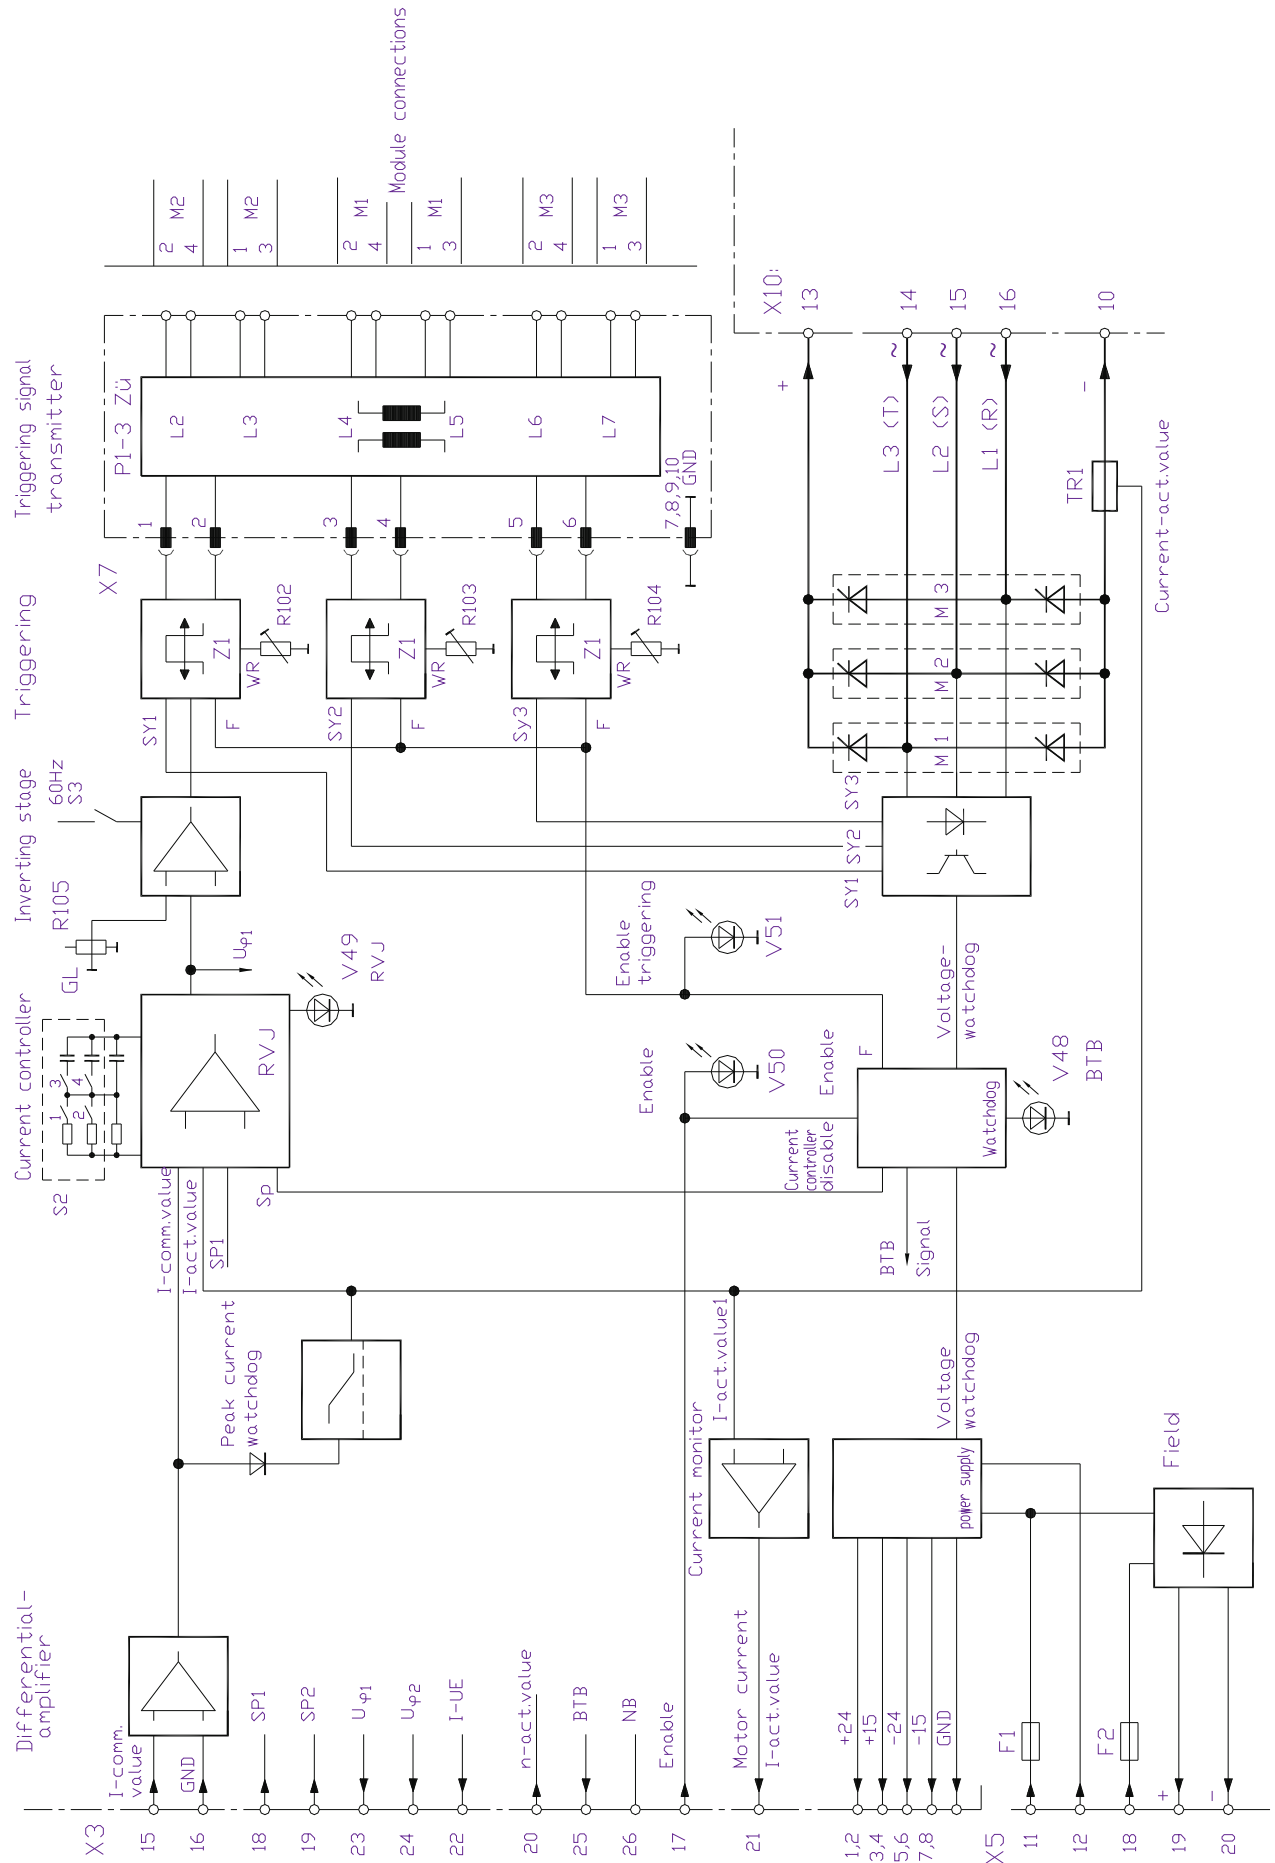 Differential-
amplifier
Current controller
Inverting stage
Triggering
Triggering signal
transmitter
X3
15
I-comm.
value
16
GND
18
SP1
19
SP2
23
Uφ1
24
Uφ2
22
I-UE
20
n-act.value
25
BTB
26
NB
17
Enable
21
Motor current
I-act.value
1,2
+24
3,4
+15
5,6
-24
7,8
-15
GND
X5
11
F1
12
18
F2
19
+
20
-
Field
power supply
Voltage
watchdog
Current monitor
I-act.value1
Peak current
watchdog
I-comm.value
I-act.value
SP1
Sp
S2
1
2
3
4
RVJ
V49
RVJ
Uφ1
GL
R105
60Hz
S3
BTB
Signal
Current
controller
disable
Watchdog
Enable
F
V48
BTB
Enable
V50
Enable
triggering
V51
Voltage-
watchdog
SY1
SY2
SY3
SY1
F
Z1
WR
R102
SY2
F
Z1
WR
R103
Sy3
F
Z1
WR
R104
X7
1
2
3
4
5
6
7,8,9,10
GND
P1-3 ZÜ
L2
L3
L4
L5
L6
L7
2
4
M2
1
3
M2
2
4
M1
1
3
M1
2
4
M3
1
3
M3
Module connections
M 1
M 2
M 3
L3 (T)
L2 (S)
L1 (R)
~
~
~
+
-
TR1
Current-act.value
X10:
13
14
15
16
10